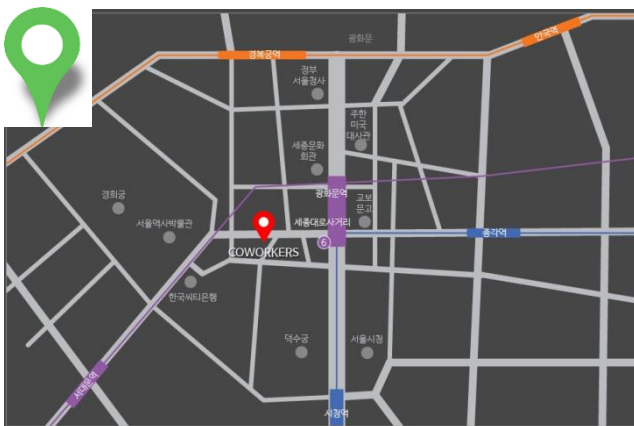 광화문
안국역
경복궁역
정부
서울청사
주한
미국
대사관
세종문화
회관
경희궁
광화문역
교보
문고
서울역사박물관
세종대로사거리
종각역
6
COWORKERS
한국씨티은행
덕수궁
서울시청
서대문역
시청역